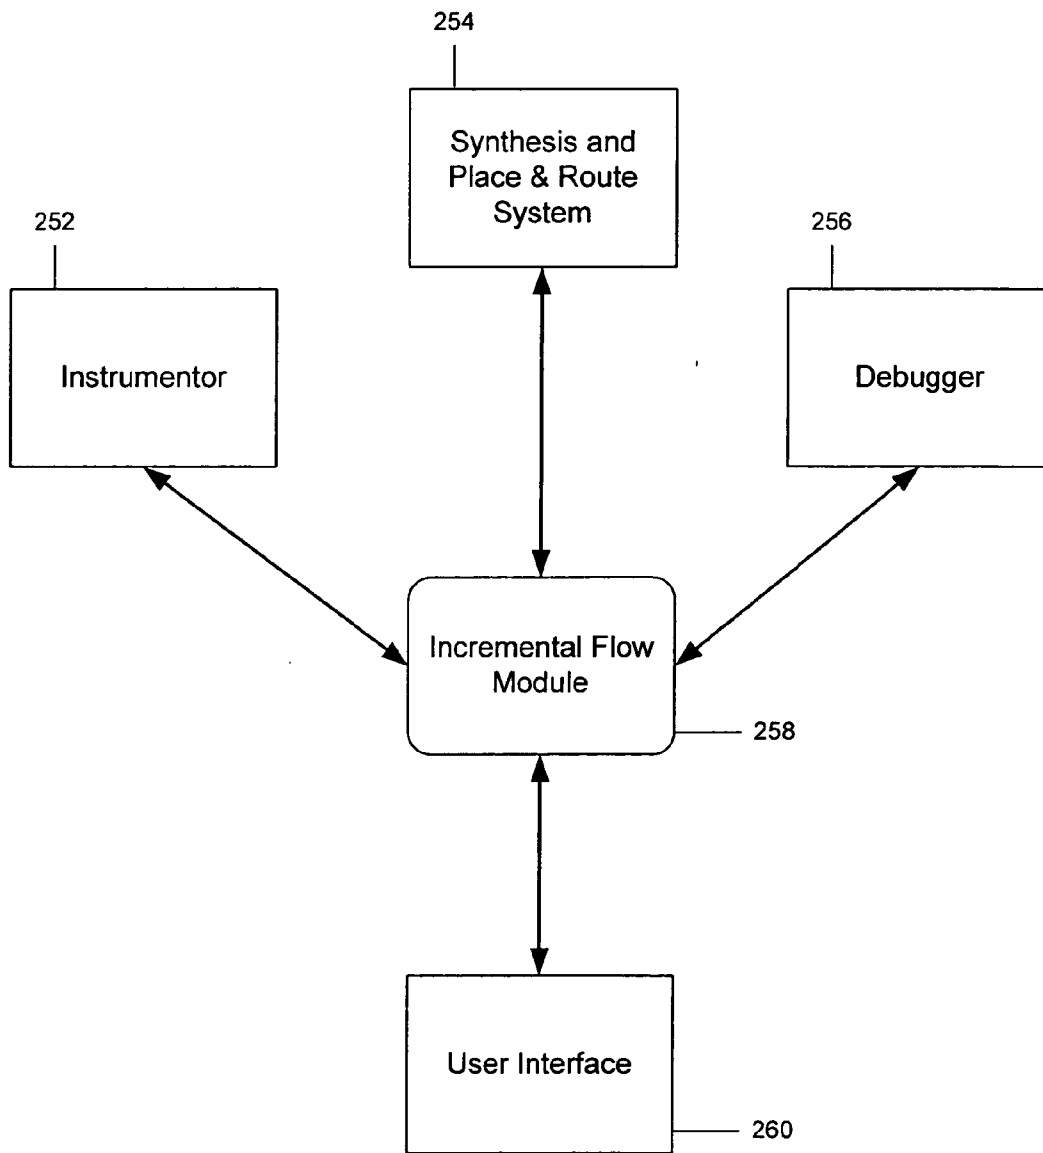 254
Synthesis and
Place & Route
System
252
Instrumentor
256
Debugger
Incremental Flow
Module
258
User Interface
260